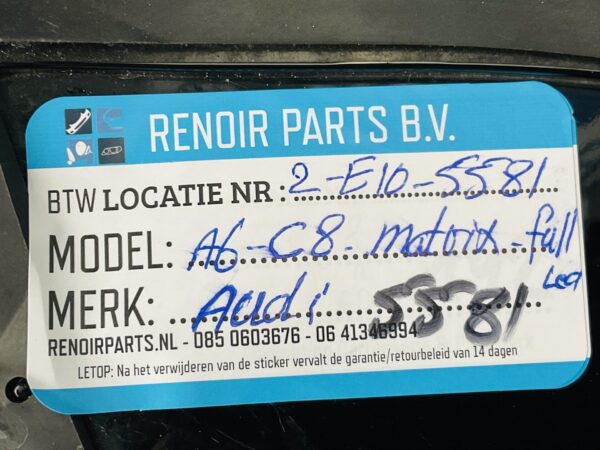 RENOIR PARTS B.V.
BTW LOCATIE NR : 2-E10-5581
MODEL: A6-C8-matrix-full Led
MERK: Audi 5581
RENOIRPARTS.NL - 085 0603676 - 06 41346994
LETOP: Na het verwijderen van de sticker vervalt de garantie/retourbeleid van 14 dagen